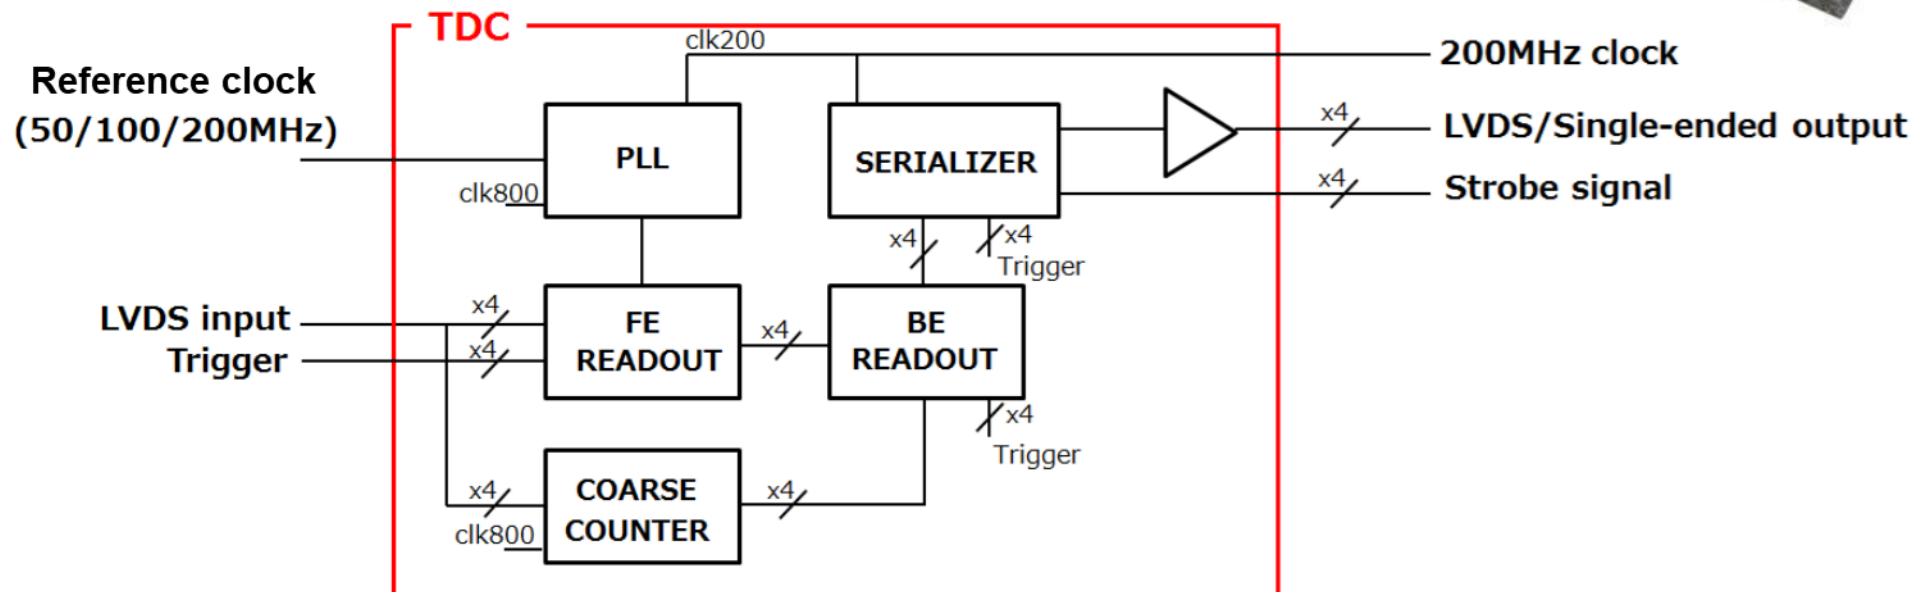 TDC
clk200
200MHz clock
Reference clock
(50/100/200MHz)
x4
LVDS/Single-ended output
PLL
SERIALIZER
clk800
x4
Strobe signal
x4
x4
Trigger
LVDS input
x4
FE
READOUT
x4
BE
READOUT
Trigger
x4
x4
Trigger
x4
COARSE
COUNTER
x4
clk800